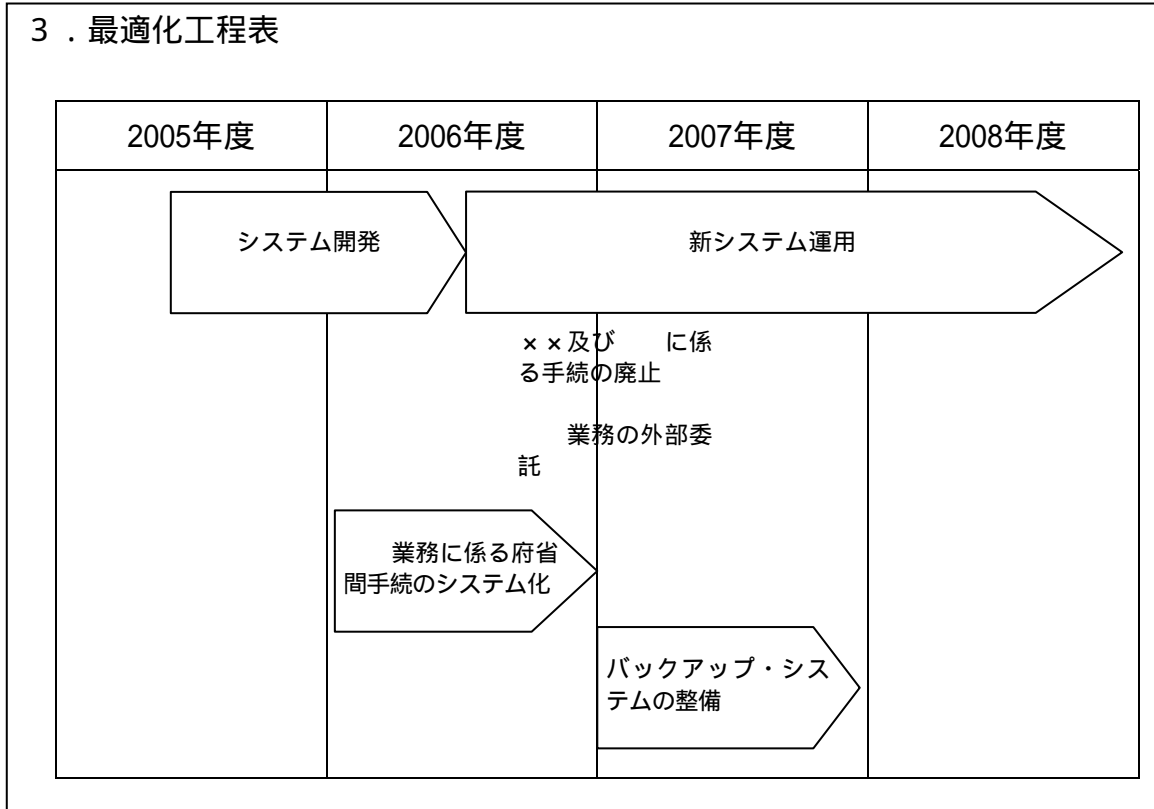 ３．最適化工程表
2005年度
2006年度
2007年度
2008年度
システム開発
新システム運用
××及び　　に係
る手続の廃止
業務の外部委
託
業務に係る府省
間手続のシステム化
バックアップ・シス
テムの整備